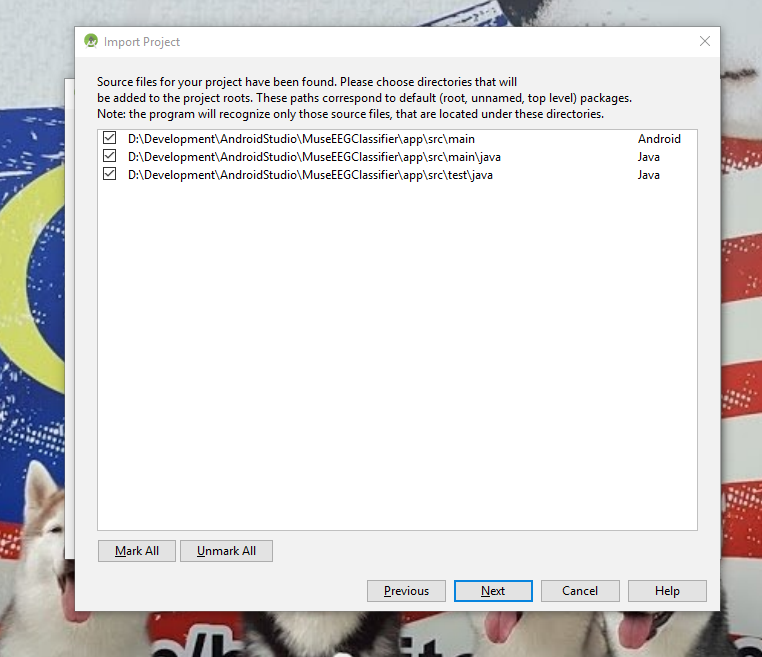 Import Project
Source files for your project have been found. Please choose directories that will
be added to the project roots. These paths correspond to default (root, unnamed, top level) packages.
Note: the program will recognize only those source files, that are located under these directories.
D:\Development\AndroidStudio\MuseEEGClassifier\app\src\main Android
D:\Development\AndroidStudio\MuseEEGClassifier\app\src\main\java Java
D:\Development\AndroidStudio\MuseEEGClassifier\app\src\test\java Java
Mark All Unmark All
Previous Next Cancel Help